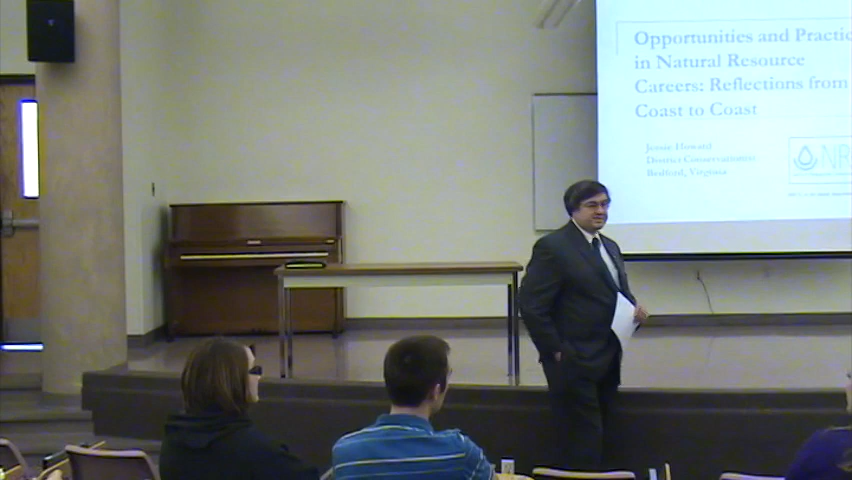 Opportunities and Practic
in Natural Resource
Careers: Reflections from
Coast to Coast
Jessie Howard
District Conservationist
Bedford, Virginia
NR